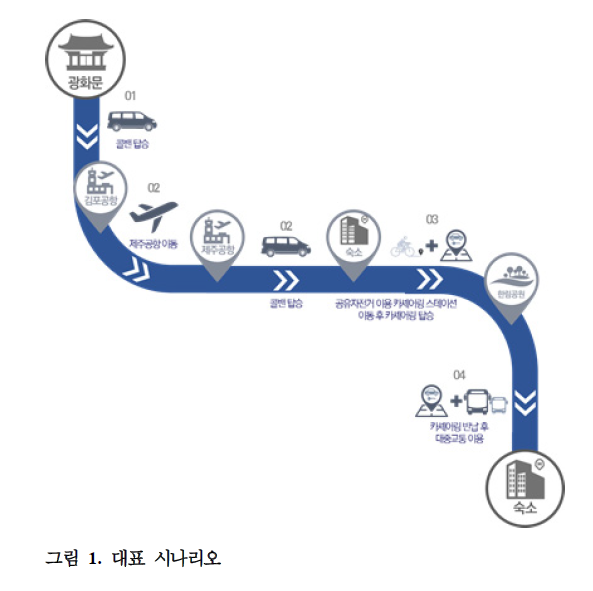 광화문
01
콜밴 탑승
김포공항
02
제주공항 이동
제주공항
02
콜밴 탑승
숙소
03
공유자전거 이용 카셰어링 스테이션
이동 후 카셰어링 탑승
한림공원
04
카셰어링 반납 후
대중교통 이용
숙소
그림 1. 대표 시나리오